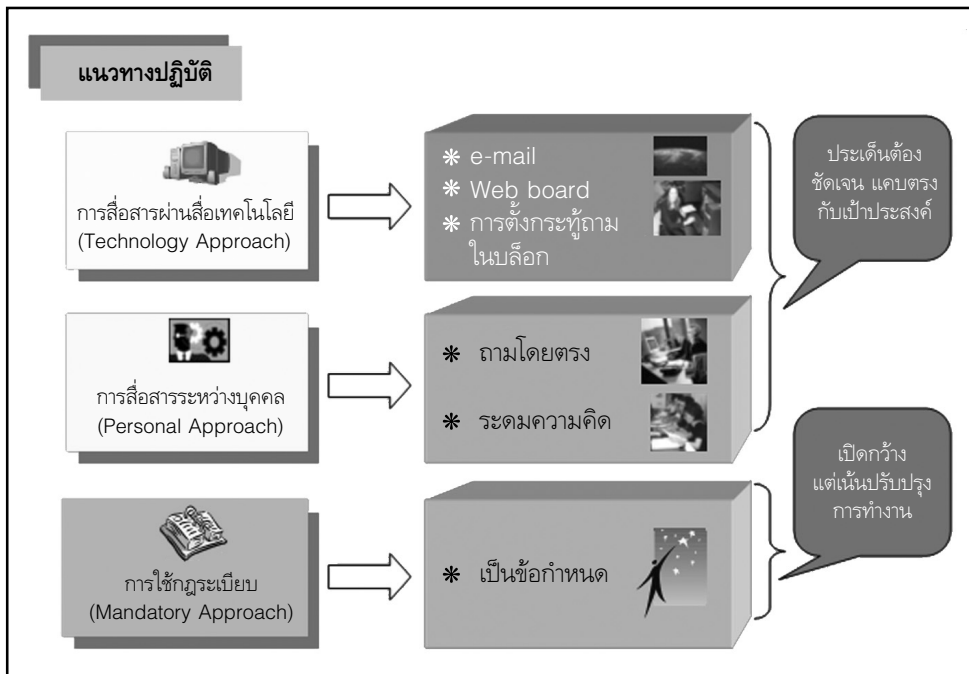 แนวทางปฏิบัติ
การสื่อสารผ่านสื่อเทคโนโลยี
(Technology Approach)
❋ e-mail
❋ Web board
❋ การตั้งกระทู้ถาม
ในบล็อก
ประเด็นต้อง
ชัดเจน แคบตรง
กับเป้าประสงค์
การสื่อสารระหว่างบุคคล
(Personal Approach)
❋ ถามโดยตรง
❋ ระดมความคิด
การใช้กฎระเบียบ
(Mandatory Approach)
❋ เป็นข้อกำหนด
เปิดกว้าง
แต่เน้นปรับปรุง
การทำงาน